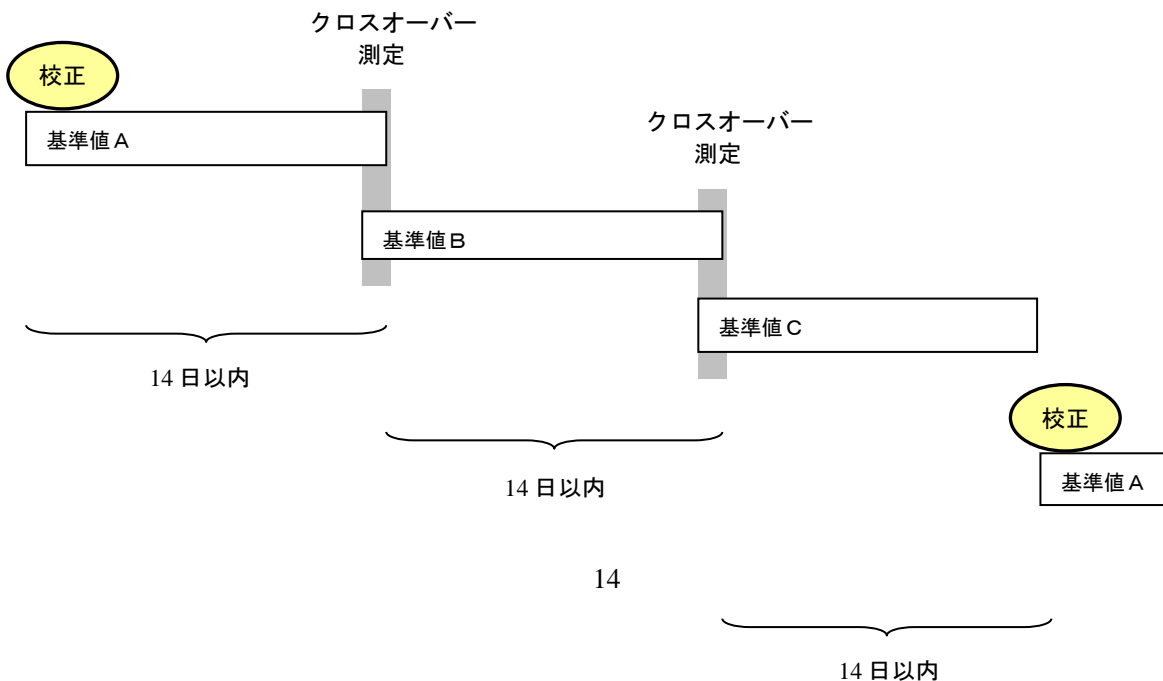 クロスオーバー
測定
校正
基準値A
クロスオーバー
測定
基準値B
基準値C
14 日以内
校正
14 日以内
基準値A
14
14 日以内